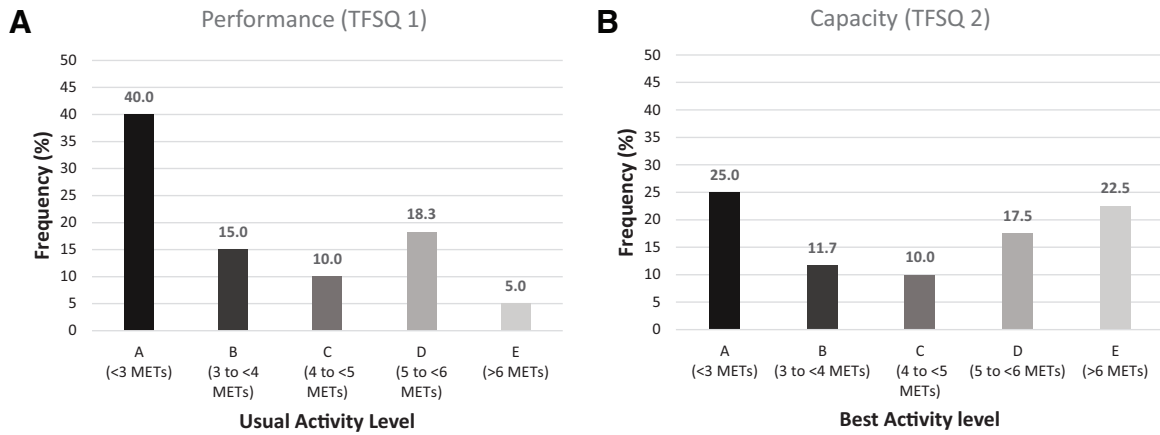 A
Performance (TFSQ 1)
Frequency (%)
50
45
40
35
30
25
20
15
10
5
0
40.0
15.0
10.0
18.3
5.0
A
(<3 METs)
B
(3 to <4
METs)
C
(4 to <5
METs)
D
(5 to <6
METs)
E
(>6 METs)
Usual Activity Level
B
Capacity (TFSQ 2)
Frequency (%)
50
45
40
35
30
25
20
15
10
5
0
25.0
11.7
10.0
17.5
22.5
A
(<3 METs)
B
(3 to <4 METs)
C
(4 to <5
METs)
D
(5 to <6 METs)
E
(>6 METs)
Best Activity level